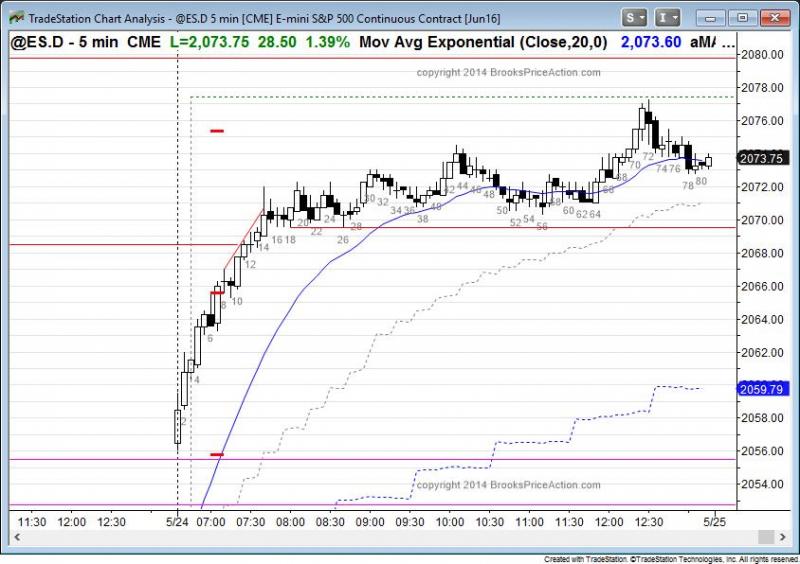 TradeStation Chart Analysis - @ES.D 5 min [CME] E-mini S&P 500 Continuous Contract [Jun16]
S
I
@ES.D - 5 min CME L=2,073.75 28.50 1.39% Mov Avg Exponential (Close,20,0) 2,073.60 aMA ...
copyright 2014 BrooksPriceAction.com
2080.00
2078.00
2076.00
2073.75
2072.00
2070.00
2068.00
2066.00
2064.00
2062.00
2059.79
2058.00
2056.00
2054.00
2 4 6 8 10 12 14 16 18 20 22 24 26 28 30 32 34 36 38 40 42 44 46 48 50 52 54 56 58 60 62 64 66 68 70 72 74 76 78 80
copyright 2014 BrooksPriceAction.com
11:30 12:00 12:30 5/24 07:00 07:30 08:00 08:30 09:00 09:30 10:00 10:30 11:00 11:30 12:00 12:30 5/25
Created with TradeStation. ©TradeStation Technologies, Inc. All rights reserved.